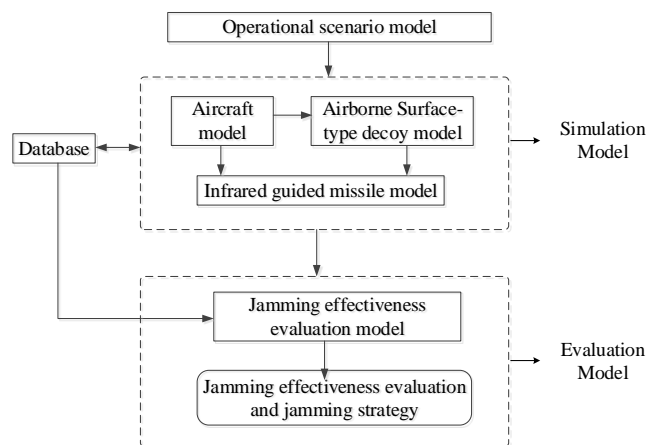 Operational scenario model
Aircraft
model
Airborne Surface-
type decoy model
Infrared guided missile model
Database
Simulation
Model
Jamming effectiveness
evaluation model
Jamming effectiveness evaluation
and jamming strategy
Evaluation
Model